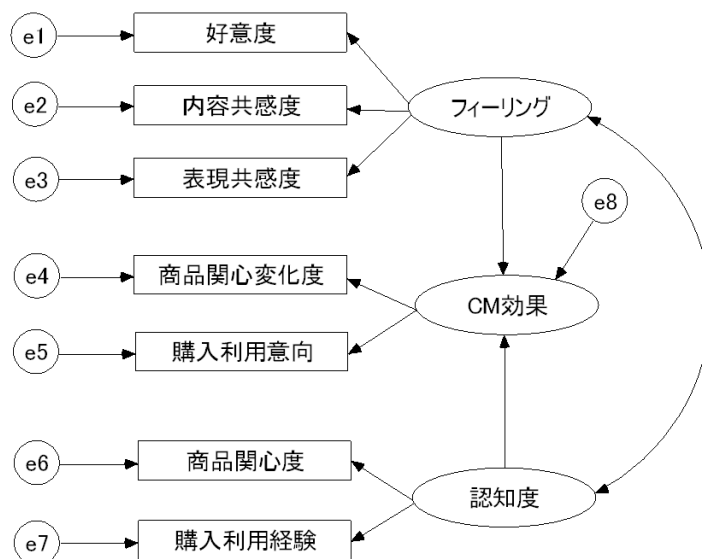 e1
好意度
e2
内容共感度
フィーリング
e3
表現共感度
e8
e4
商品関心変化度
CM効果
e5
購入利用意向
e6
商品関心度
認知度
e7
購入利用経験